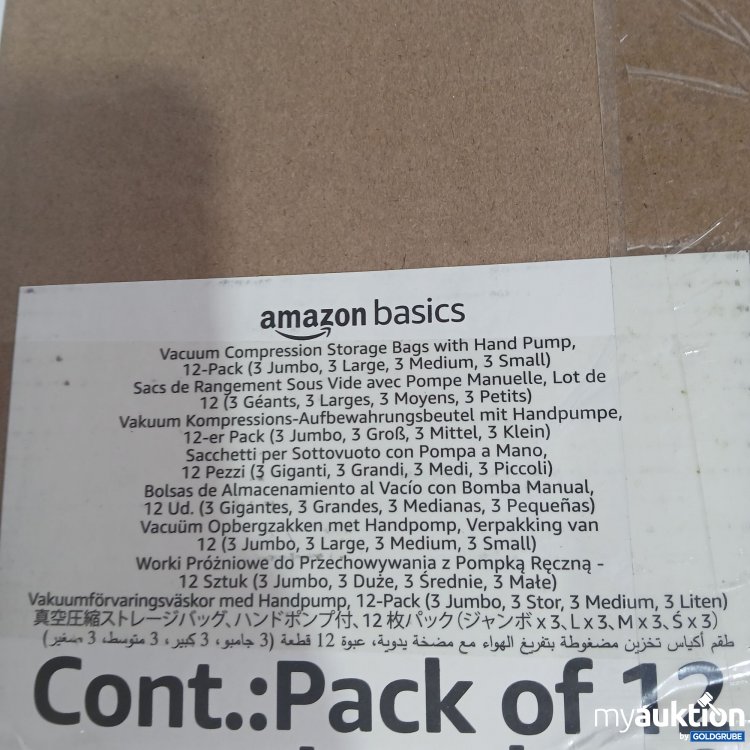 amazon basics
Vacuum Compression Storage Bags with Hand Pump,
12-Pack (3 Jumbo, 3 Large, 3 Medium, 3 Small)
Sacs de Rangement Sous Vide avec Pompe Manuelle, Lot de
12 (3 Géants, 3 Larges, 3 Moyens, 3 Petits)
Vakuum Kompressions-Aufbewahrungsbeutel mit Handpumpe,
12-er Pack (3 Jumbo, 3 Groß, 3 Mittel, 3 Klein)
Sacchetti per Sottovuoto con Pompa a Mano,
12 Pezzi (3 Giganti, 3 Grandi, 3 Medi, 3 Piccoli)
Bolsas de Almacenamiento al Vacío con Bomba Manual,
12 Ud. (3 Gigantes, 3 Grandes, 3 Medianas, 3 Pequeñas)
Vacuüm Opbergzakken met Handpomp, Verpakking van
12 (3 Jumbo, 3 Large, 3 Medium, 3 Small)
Worki Próżniowe do Przechowywania z Pompką Ręczną -
12 Sztuk (3 Jumbo, 3 Duże, 3 Średnie, 3 Małe)
Vakuumförvaringsväskor med Handpump, 12-Pack (3 Jumbo, 3 Stor, 3 Medium, 3 Liten)
真空圧縮ストレージバッグ、ハンドポンプ付、12枚パック（ジャンボ x 3、L x 3、M x 3、S x 3）
طقم أكياس تخزين مضغوطة بتفريغ الهواء مع مضخة يدوية، عبوة 12 قطعة (3 جامبو، 3 كبير، 3 متوسط، 3 صغير)
Cont.:Pack of 12
myauktion
by GOLDGRUBE